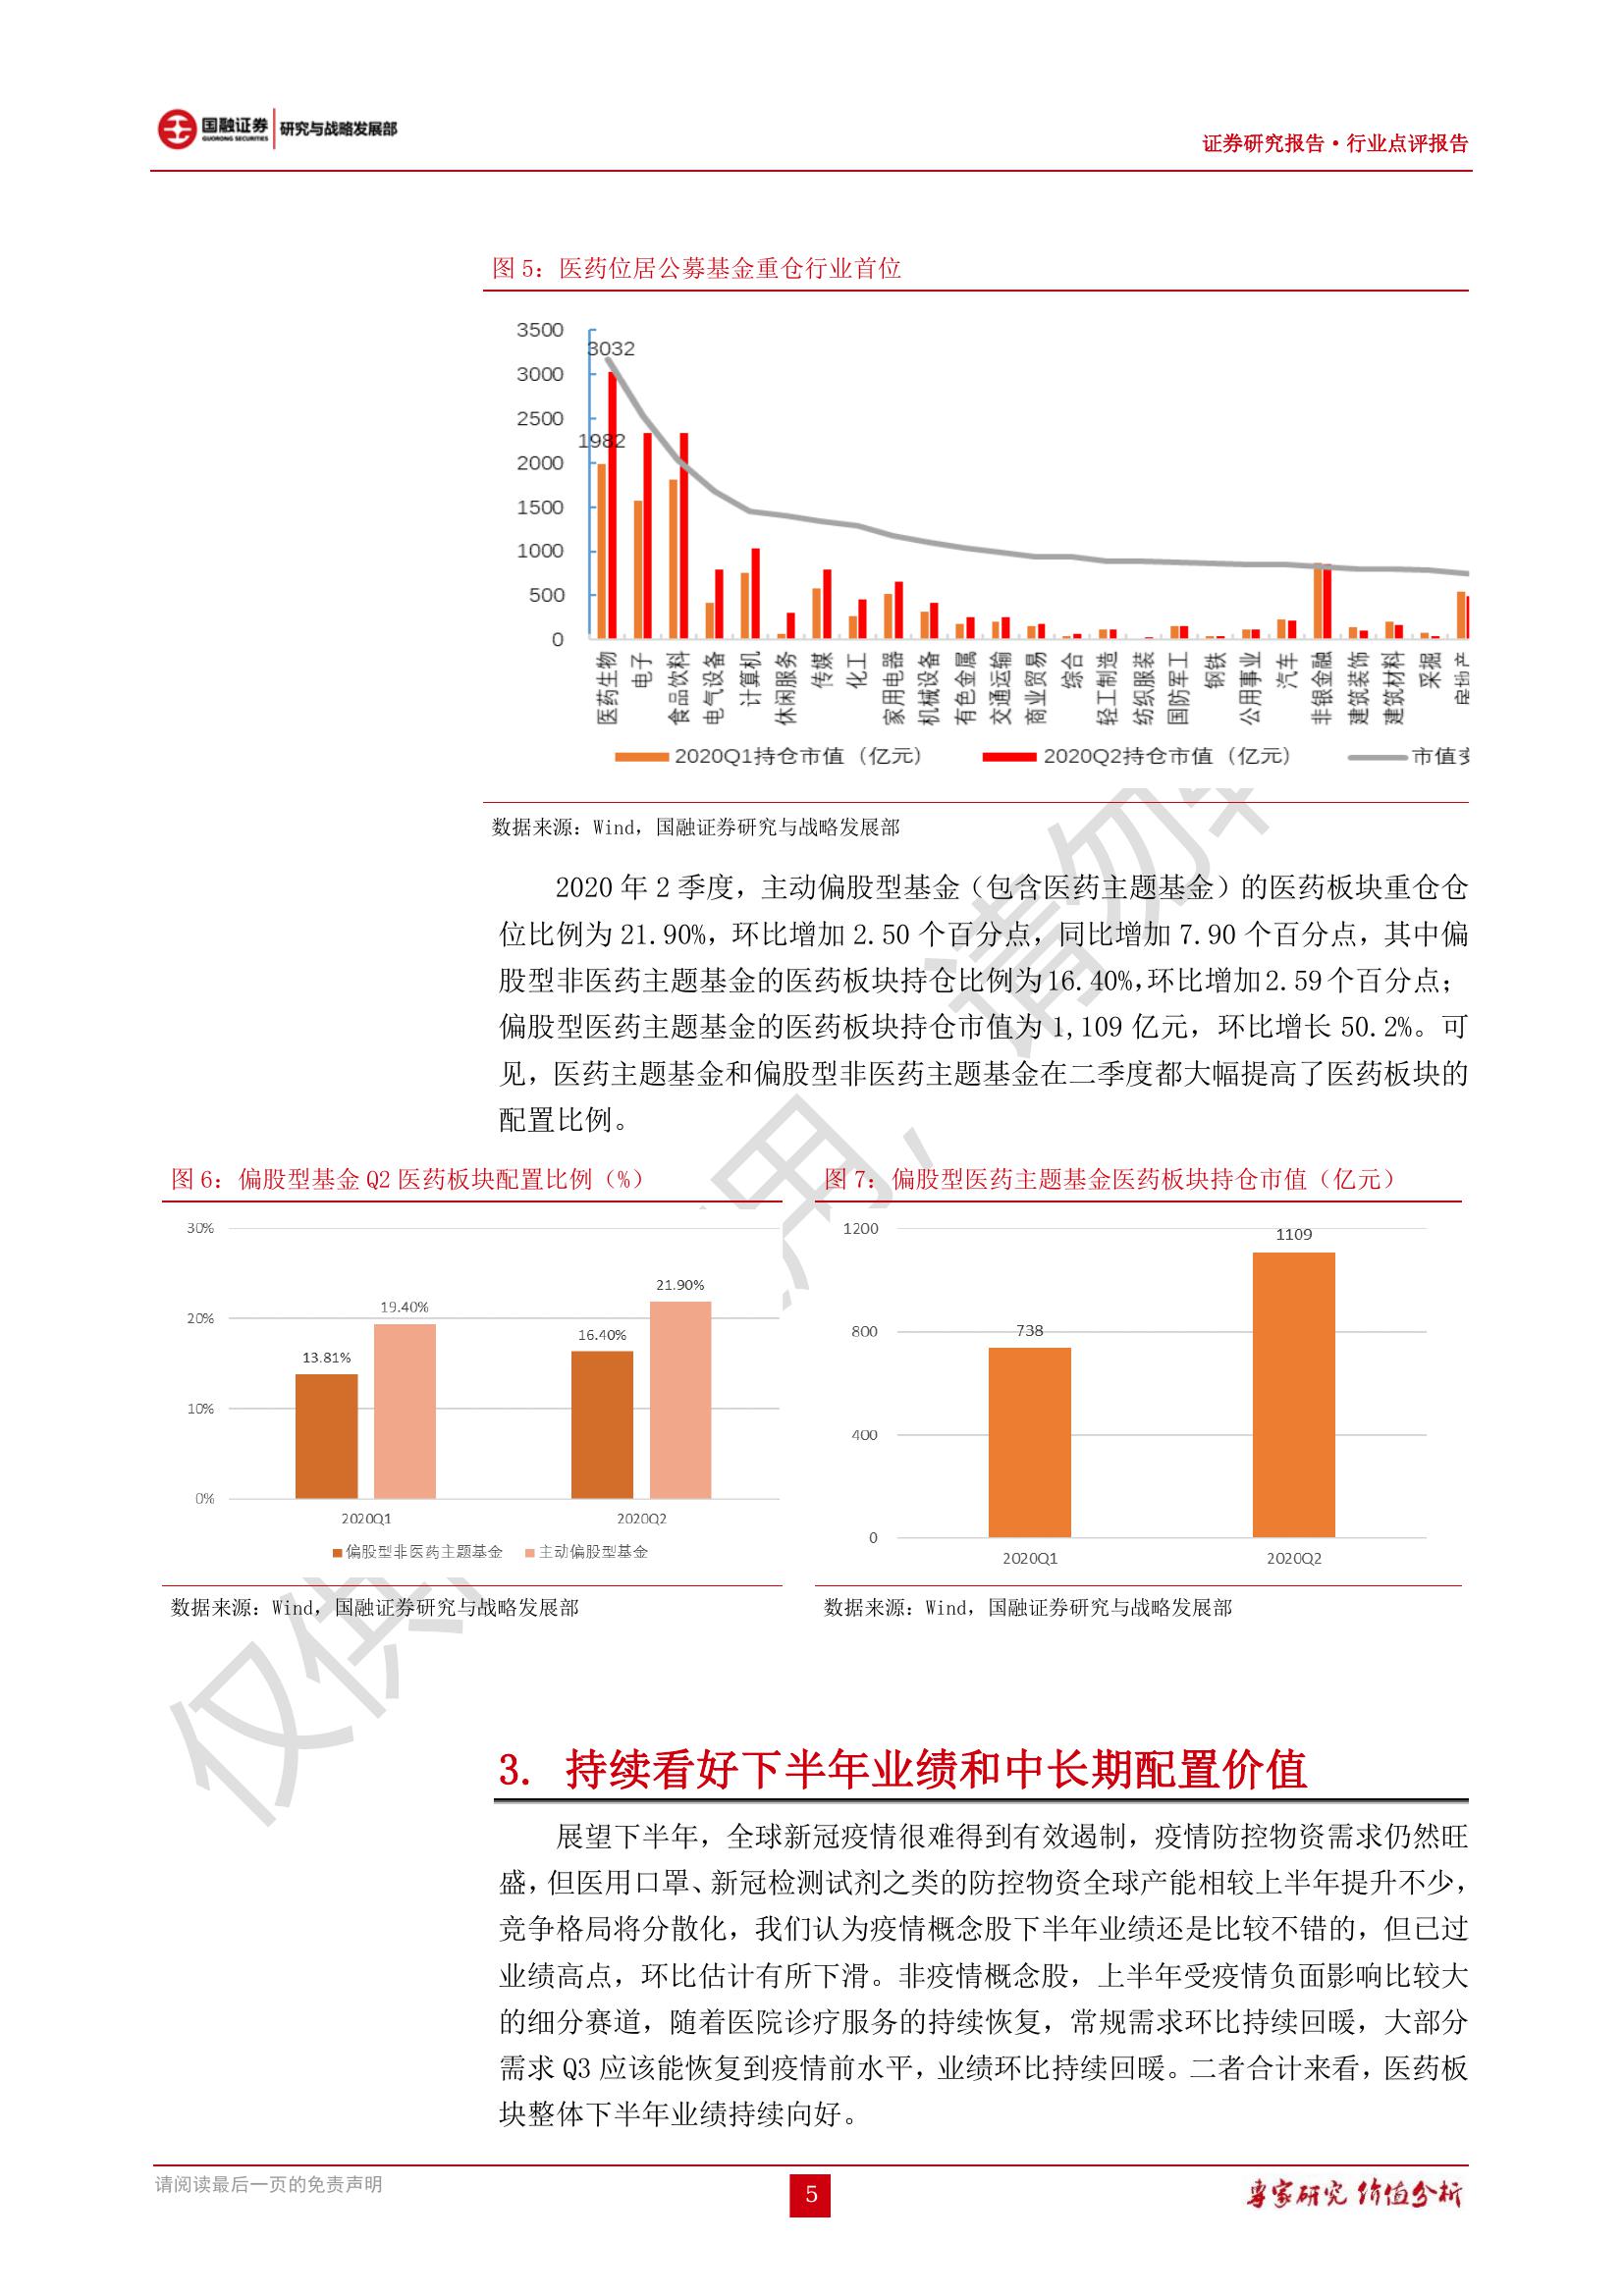 国融证券
GUORONG SECURITIES
研究与战略发展部
证券研究报告·行业点评报告
图 5：医药位居公募基金重仓行业首位
3500
3000
2500
2000
1500
1000
500
0
3032
1982
医药生物
电子
食品饮料
电气设备
计算机
休闲服务
传媒
化工
家用电器
机械设备
有色金属
交通运输
商业贸易
综合
轻工制造
纺织服装
国防军工
钢铁
公用事业
汽车
非银金融
建筑装饰
建筑材料
采掘
2020Q1持仓市值（亿元）
2020Q2持仓市值（亿元）
市值
数据来源：Wind，国融证券研究与战略发展部
2020 年 2 季度，主动偏股型基金（包含医药主题基金）的医药板块重仓仓
位比例为 21.90%，环比增加 2.50 个百分点，同比增加 7.90 个百分点，其中偏
股型非医药主题基金的医药板块持仓比例为16.40%，环比增加2.59个百分点；
偏股型医药主题基金的医药板块持仓市值为 1,109 亿元，环比增长 50.2%。可
见，医药主题基金和偏股型非医药主题基金在二季度都大幅提高了医药板块的
配置比例。
图 6：偏股型基金 Q2 医药板块配置比例（%）
30%
20%
10%
0%
13.81%
19.40%
16.40%
21.90%
2020Q1
2020Q2
偏股型非医药主题基金
主动偏股型基金
数据来源：Wind，国融证券研究与战略发展部
图 7：偏股型医药主题基金医药板块持仓市值（亿元）
1200
800
400
0
738
1109
2020Q1
2020Q2
数据来源：Wind，国融证券研究与战略发展部
3. 持续看好下半年业绩和中长期配置价值
展望下半年，全球新冠疫情很难得到有效遏制，疫情防控物资需求仍然旺
盛，但医用口罩、新冠检测试剂之类的防控物资全球产能相较上半年提升不少，
竞争格局将分散化，我们认为疫情概念股下半年业绩还是比较不错的，但已过
业绩高点，环比估计有所下滑。非疫情概念股，上半年受疫情负面影响比较大
的细分赛道，随着医院诊疗服务的持续恢复，常规需求环比持续回暖，大部分
需求 Q3 应该能恢复到疫情前水平，业绩环比持续回暖。二者合计来看，医药板
块整体下半年业绩持续向好。
请阅读最后一页的免责声明
5
专家研究 价值分析
仅供
用，请勿